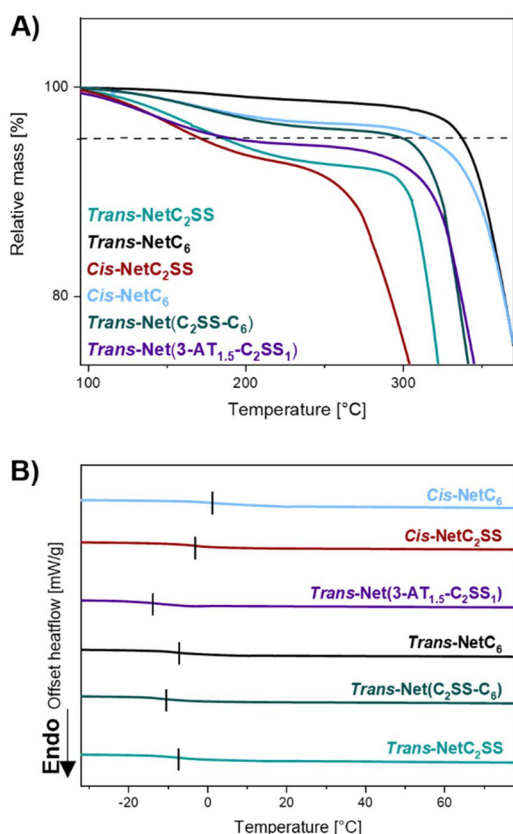 A)
100
80
Relative mass [%]
Trans-NetC₂SS
Trans-NetC₆
Cis-NetC₂SS
Cis-NetC₆
Trans-Net(C₂SS-C₆)
Trans-Net(3-AT₁.₅-C₂SS₁)
100
200
300
Temperature [°C]
B)
Offset heatflow [mW/g]
Endo
Cis-NetC₆
Cis-NetC₂SS
Trans-Net(3-AT₁.₅-C₂SS₁)
Trans-NetC₆
Trans-Net(C₂SS-C₆)
Trans-NetC₂SS
-20
0
20
40
60
Temperature [°C]